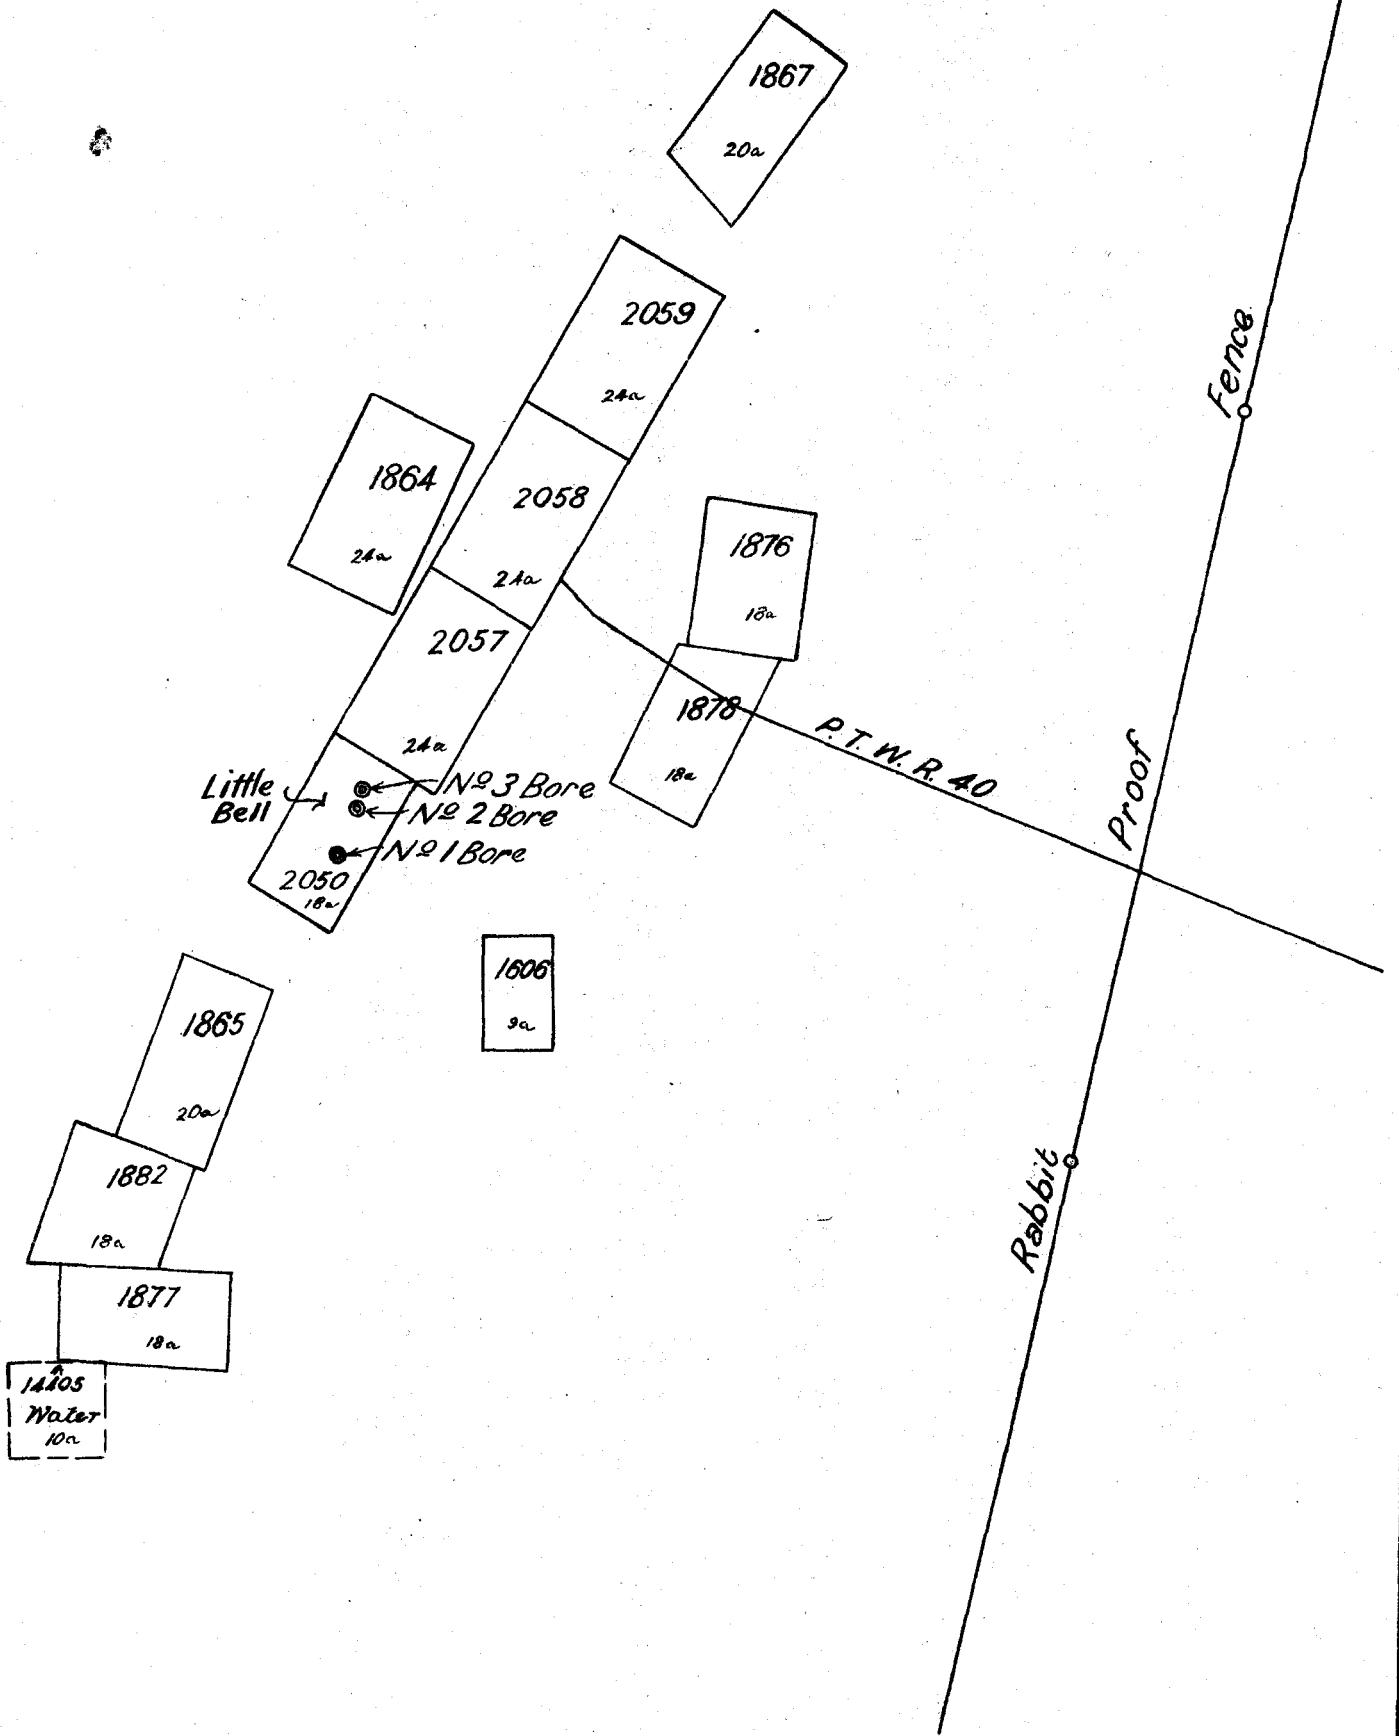 1867
20a
2059
24a
Fence
1864
24a
2058
24a
1876
18a
2057
24a
1878
18a
P. T. W. R. 40
Proof
Little
Bell
Nº 3 Bore
Nº 2 Bore
Nº 1 Bore
2050
18a
1606
9a
1865
20a
1882
18a
Rabbit
1877
18a
14405
Water
10a